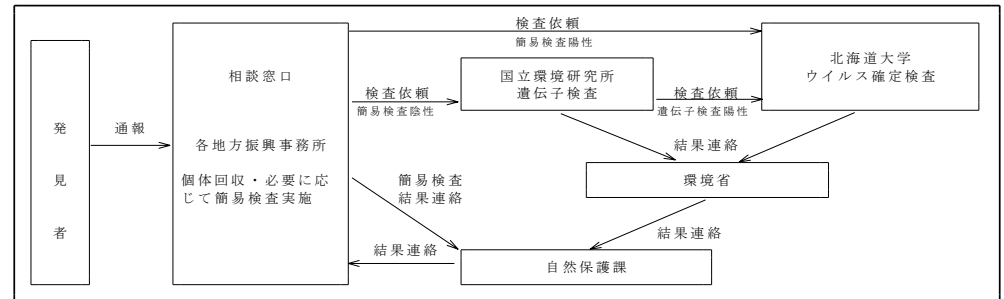 発
見
者
通報
相談窓口
各地方振興事務所
個体回収・必要に応
じて簡易検査実施
検査依頼
簡易検査陽性
検査依頼
簡易検査陰性
国立環境研究所
遺伝子検査
検査依頼
遺伝子検査陽性
北海道大学
ウイルス確定検査
結果連絡
環境省
簡易検査
結果連絡
結果連絡
結果連絡
自然保護課